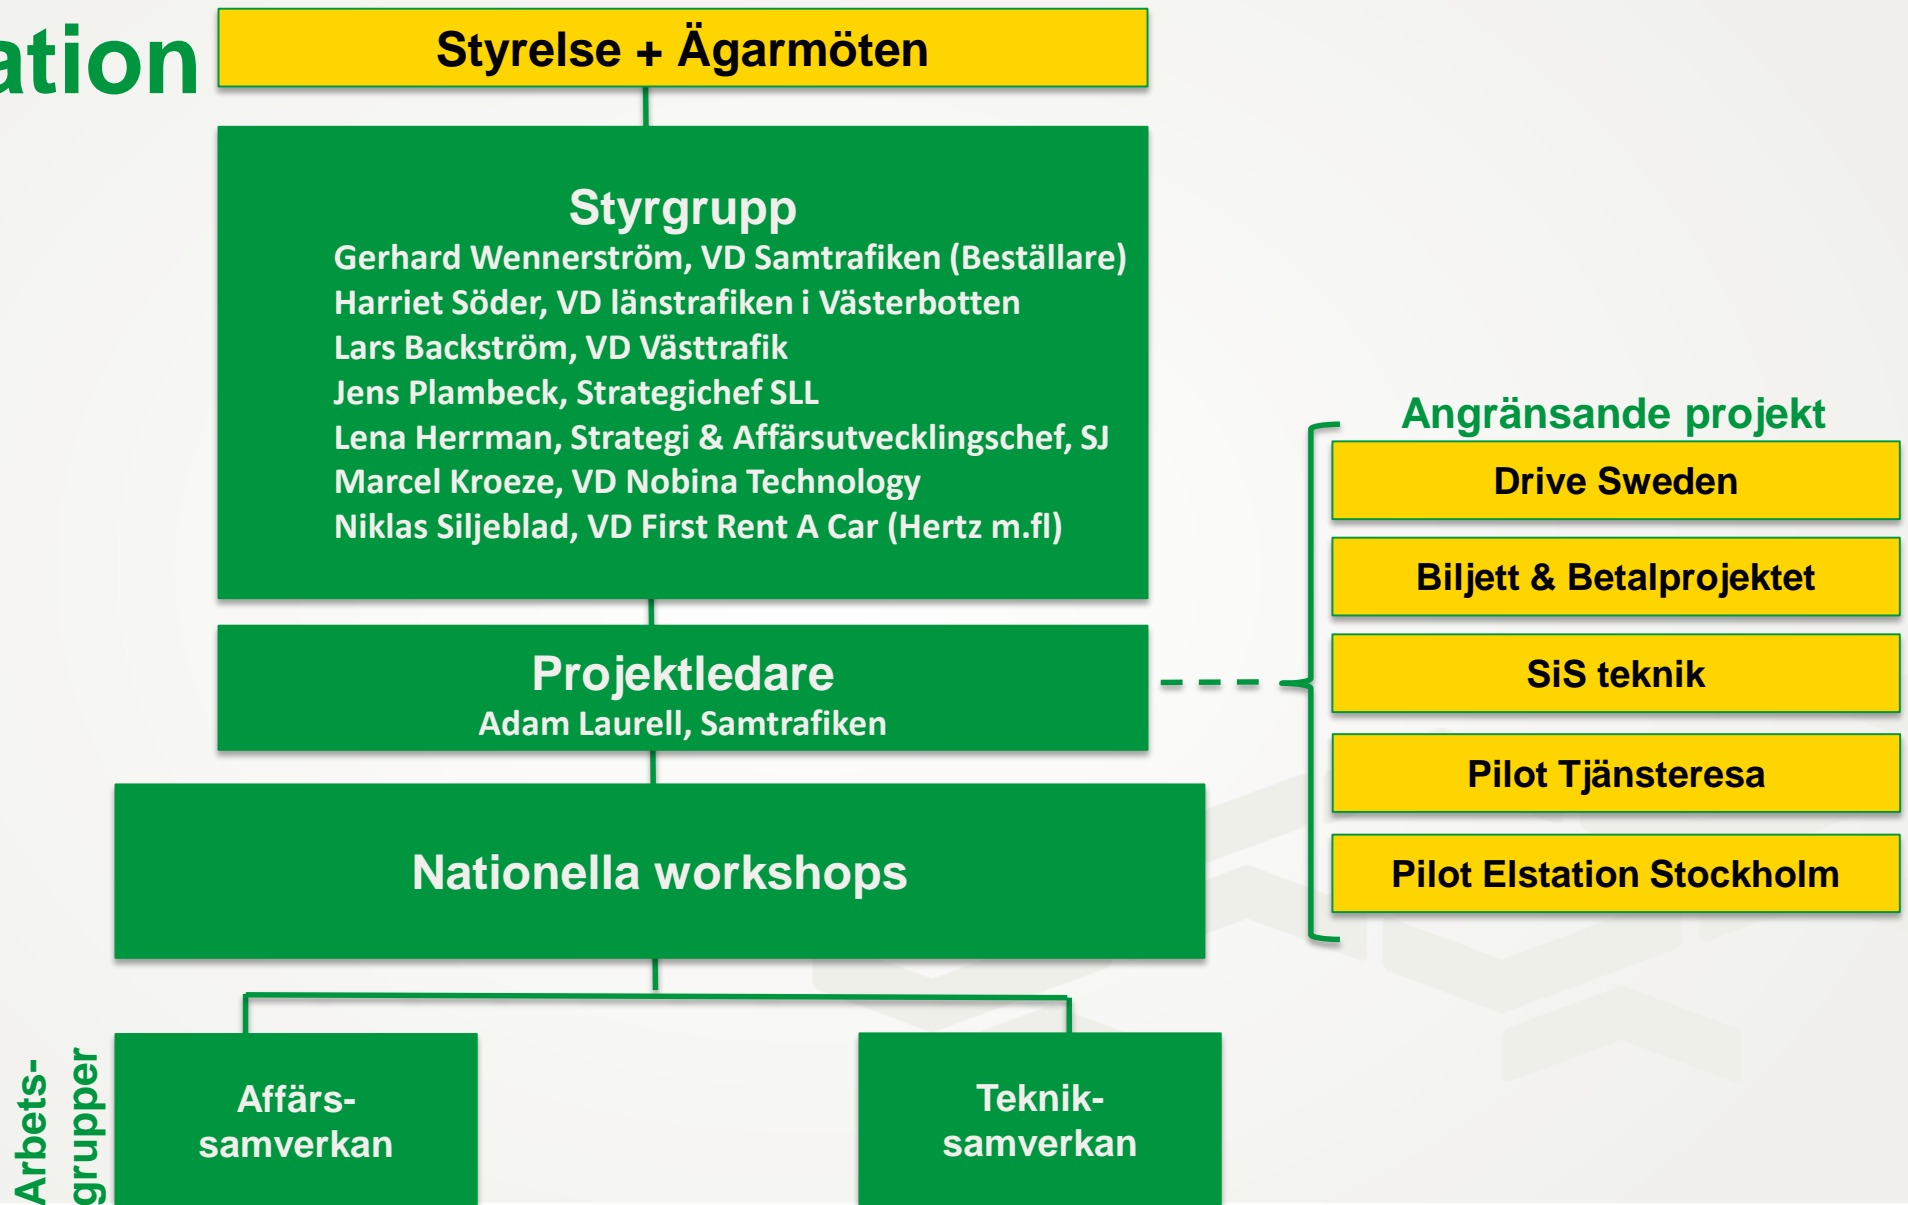 ation
Styrelse + Ägarmöten
Styrgrupp
Gerhard Wennerström, VD Samtrafiken (Beställare)
Harriet Söder, VD länstrafiken i Västerbotten
Lars Backström, VD Västtrafik
Jens Plambeck, Strategichef SLL
Lena Herrman, Strategi & Affärsutvecklingschef, SJ
Marcel Kroeze, VD Nobina Technology
Niklas Siljeblad, VD First Rent A Car (Hertz m.fl)
Projektledare
Adam Laurell, Samtrafiken
Angränsande projekt
Drive Sweden
Biljett & Betalprojektet
SiS teknik
Pilot Tjänsteresa
Pilot Elstation Stockholm
Nationella workshops
Arbets-
grupper
Affärs-
samverkan
Teknik-
samverkan